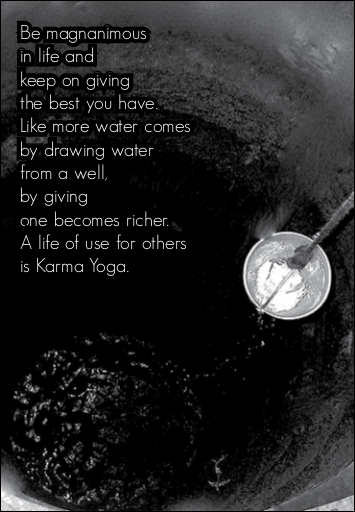 Be magnanimous
in life and
keep on giving
the best you have.
Like more water comes
by drawing water
from a well,
by giving
one becomes richer.
A life of use for others
is Karma Yoga.